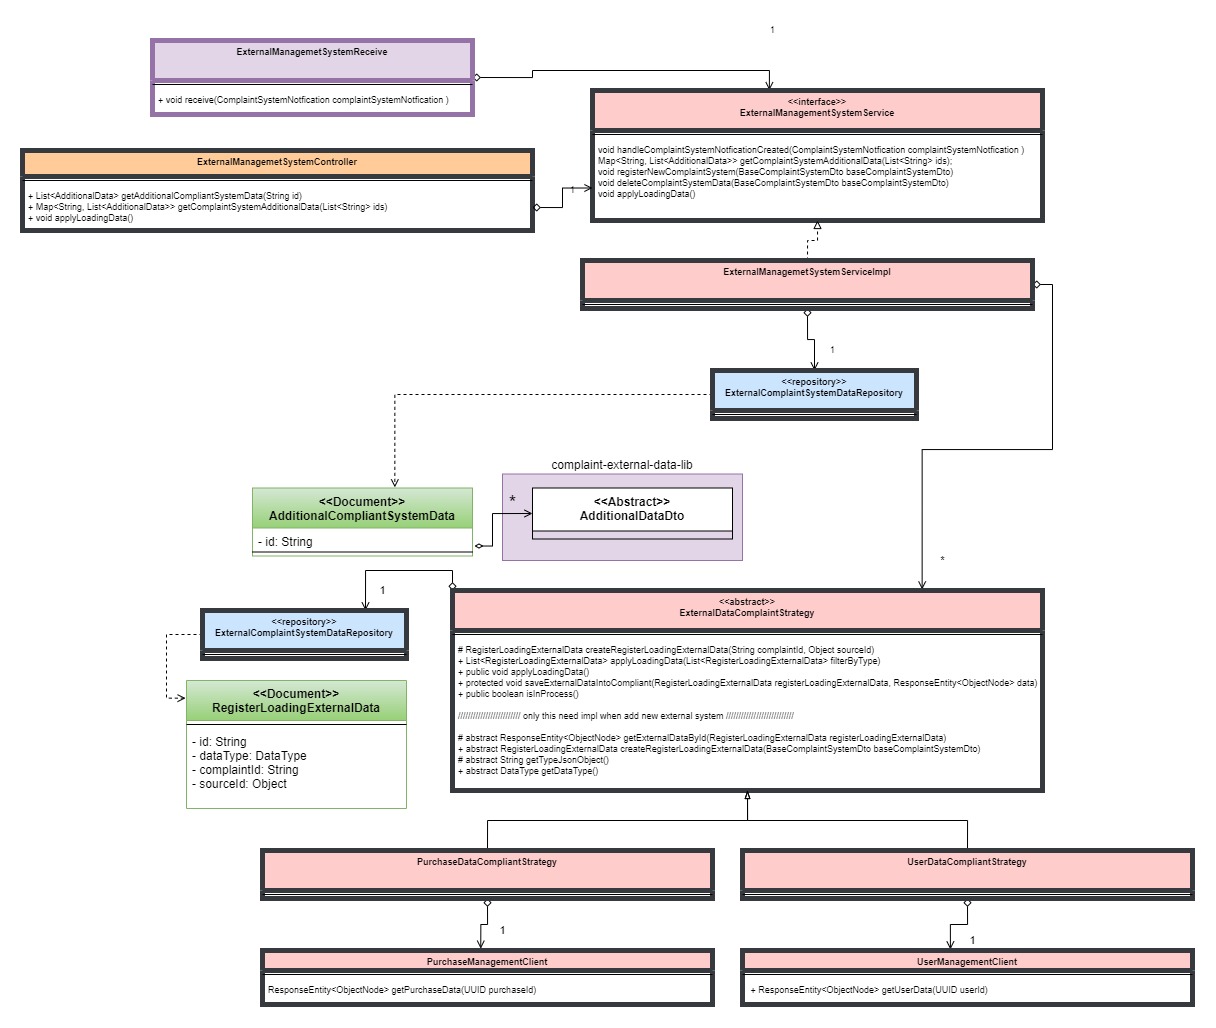 1
ExternalManagemetSystemReceive
+ void receive(ComplaintSystemNotfication complaintSystemNotfication )
<<interface>>
ExternalManagementSystemService
void handleComplaintSystemNotficationCreated(ComplaintSystemNotfication complaintSystemNotfication )
Map<String, List<AdditionalData>> getComplaintSystemAdditionalData(List<String> ids);
void registerNewComplaintSystem(BaseComplaintSystemDto baseComplaintSystemDto)
void deleteComplaintSystemData(BaseComplaintSystemDto baseComplaintSystemDto)
void applyLoadingData()
ExternalManagemetSystemController
+ List<AdditionalData> getAdditionalCompliantSystemData(String id)
+ Map<String, List<AdditionalData>> getComplaintSystemAdditionalData(List<String> ids)
+ void applyLoadingData()
1
ExternalManagemetSystemServiceImpl
1
<<repository>>
ExternalComplaintSystemDataRepository
complaint-external-data-lib
<<Document>>
AdditionalCompliantSystemData
- id: String
*
<<Abstract>>
AdditionalDataDto
*
1
<<repository>>
ExternalComplaintSystemDataRepository
<<Document>>
RegisterLoadingExternalData
- id: String
- dataType: DataType
- complaintId: String
- sourceId: Object
<<abstract>>
ExternalDataComplaintStrategy
# RegisterLoadingExternalData createRegisterLoadingExternalData(String complaintId, Object sourceId)
+ List<RegisterLoadingExternalData> applyLoadingData(List<RegisterLoadingExternalData> filterByType)
+ public void applyLoadingData()
+ protected void saveExternalDataIntoCompliant(RegisterLoadingExternalData registerLoadingExternalData, ResponseEntity<ObjectNode> data)
+ public boolean isInProcess()
////////////////////////// only this need impl when add new external system ////////////////////////////
# abstract ResponseEntity<ObjectNode> getExternalDataById(RegisterLoadingExternalData registerLoadingExternalData)
+ abstract RegisterLoadingExternalData createRegisterLoadingExternalData(BaseComplaintSystemDto baseComplaintSystemDto)
# abstract String getTypeJsonObject()
+ abstract DataType getDataType()
PurchaseDataCompliantStrategy
UserDataCompliantStrategy
1
1
PurchaseManagementClient
ResponseEntity<ObjectNode> getPurchaseData(UUID purchaseId)
UserManagementClient
+ ResponseEntity<ObjectNode> getUserData(UUID userId)